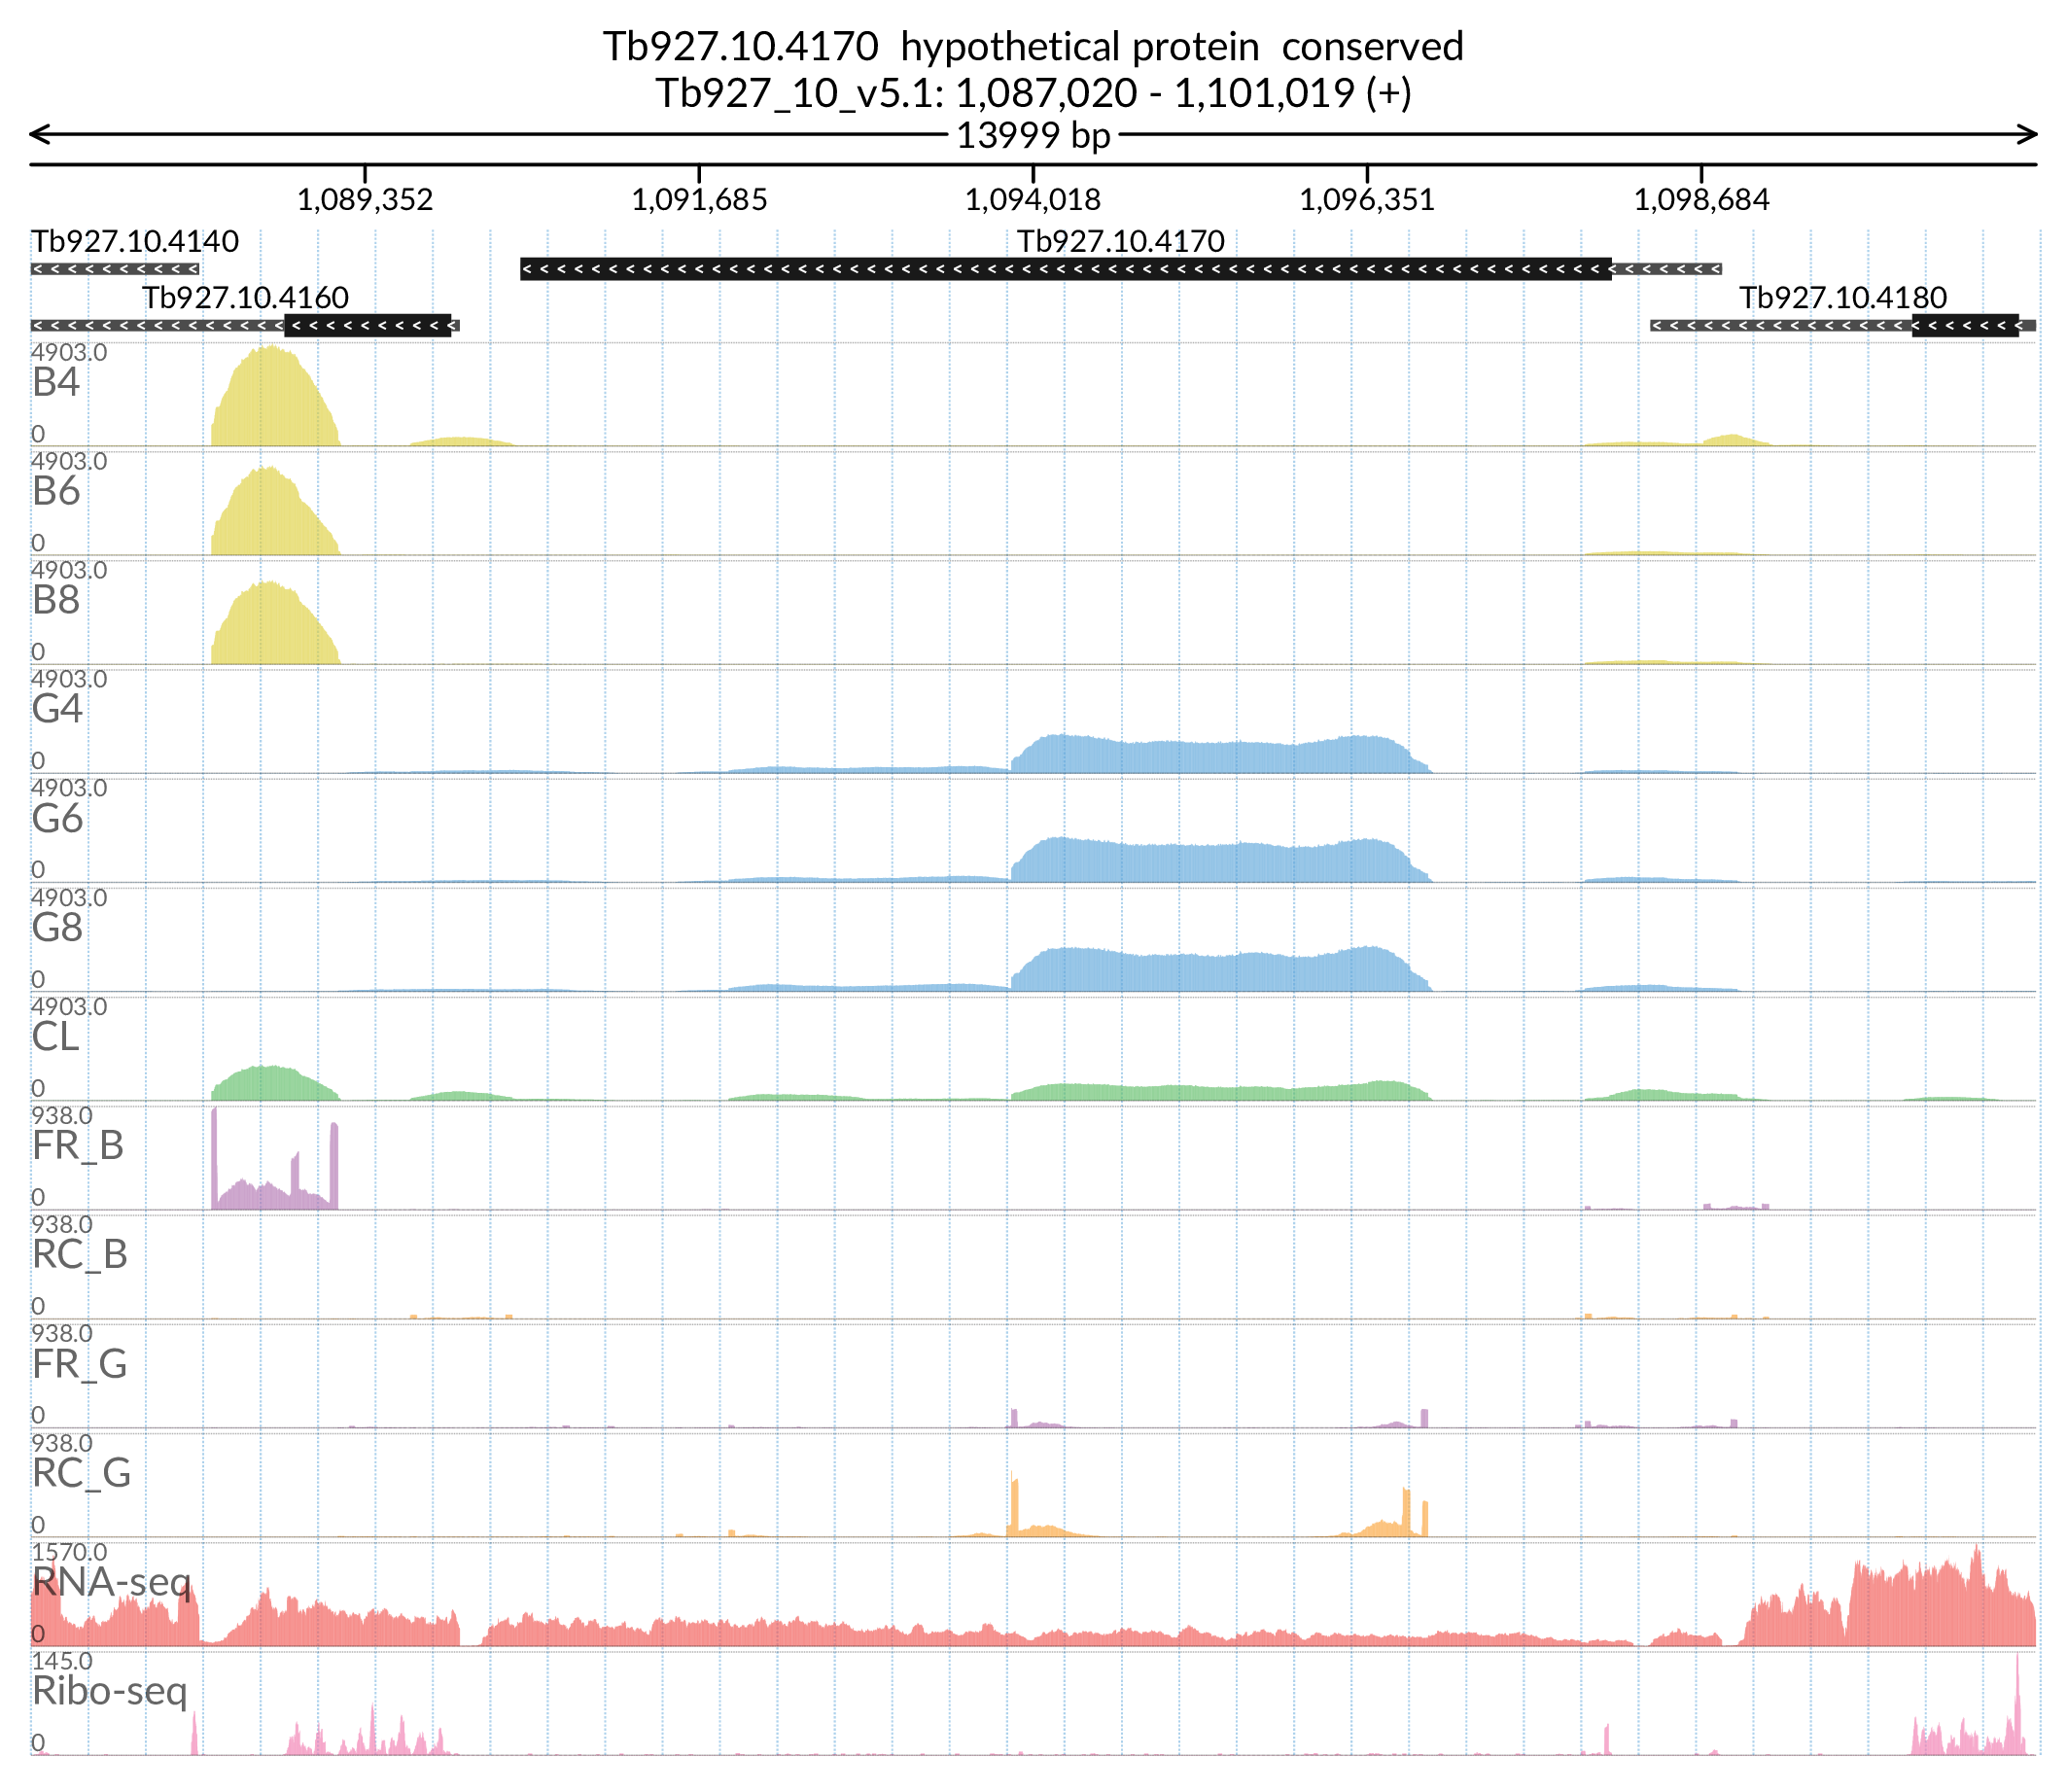 Tb927.10.4170 hypothetical protein conserved
Tb927_10_v5.1: 1,087,020 - 1,101,019 (+)
13999 bp
1,089,352 1,091,685 1,094,018 1,096,351 1,098,684
Tb927.10.4140 Tb927.10.4170
Tb927.10.4160 Tb927.10.4180
4903.0
B4
0
4903.0
B6
0
4903.0
B8
0
4903.0
G4
0
4903.0
G6
0
4903.0
G8
0
4903.0
CL
0
938.0
FR_B
0
938.0
RC_B
0
938.0
FR_G
0
938.0
RC_G
0
1570.0
RNA-seq
0
145.0
Ribo-seq
0